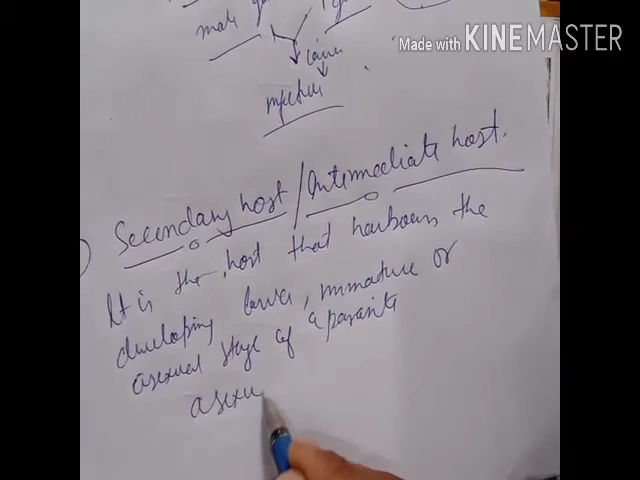 male
Made with KINEMASTER
Secondary host / Intermediate host.
It is the host that harbours the
developing larva, immature or
asexual stage of a parasite
asexu